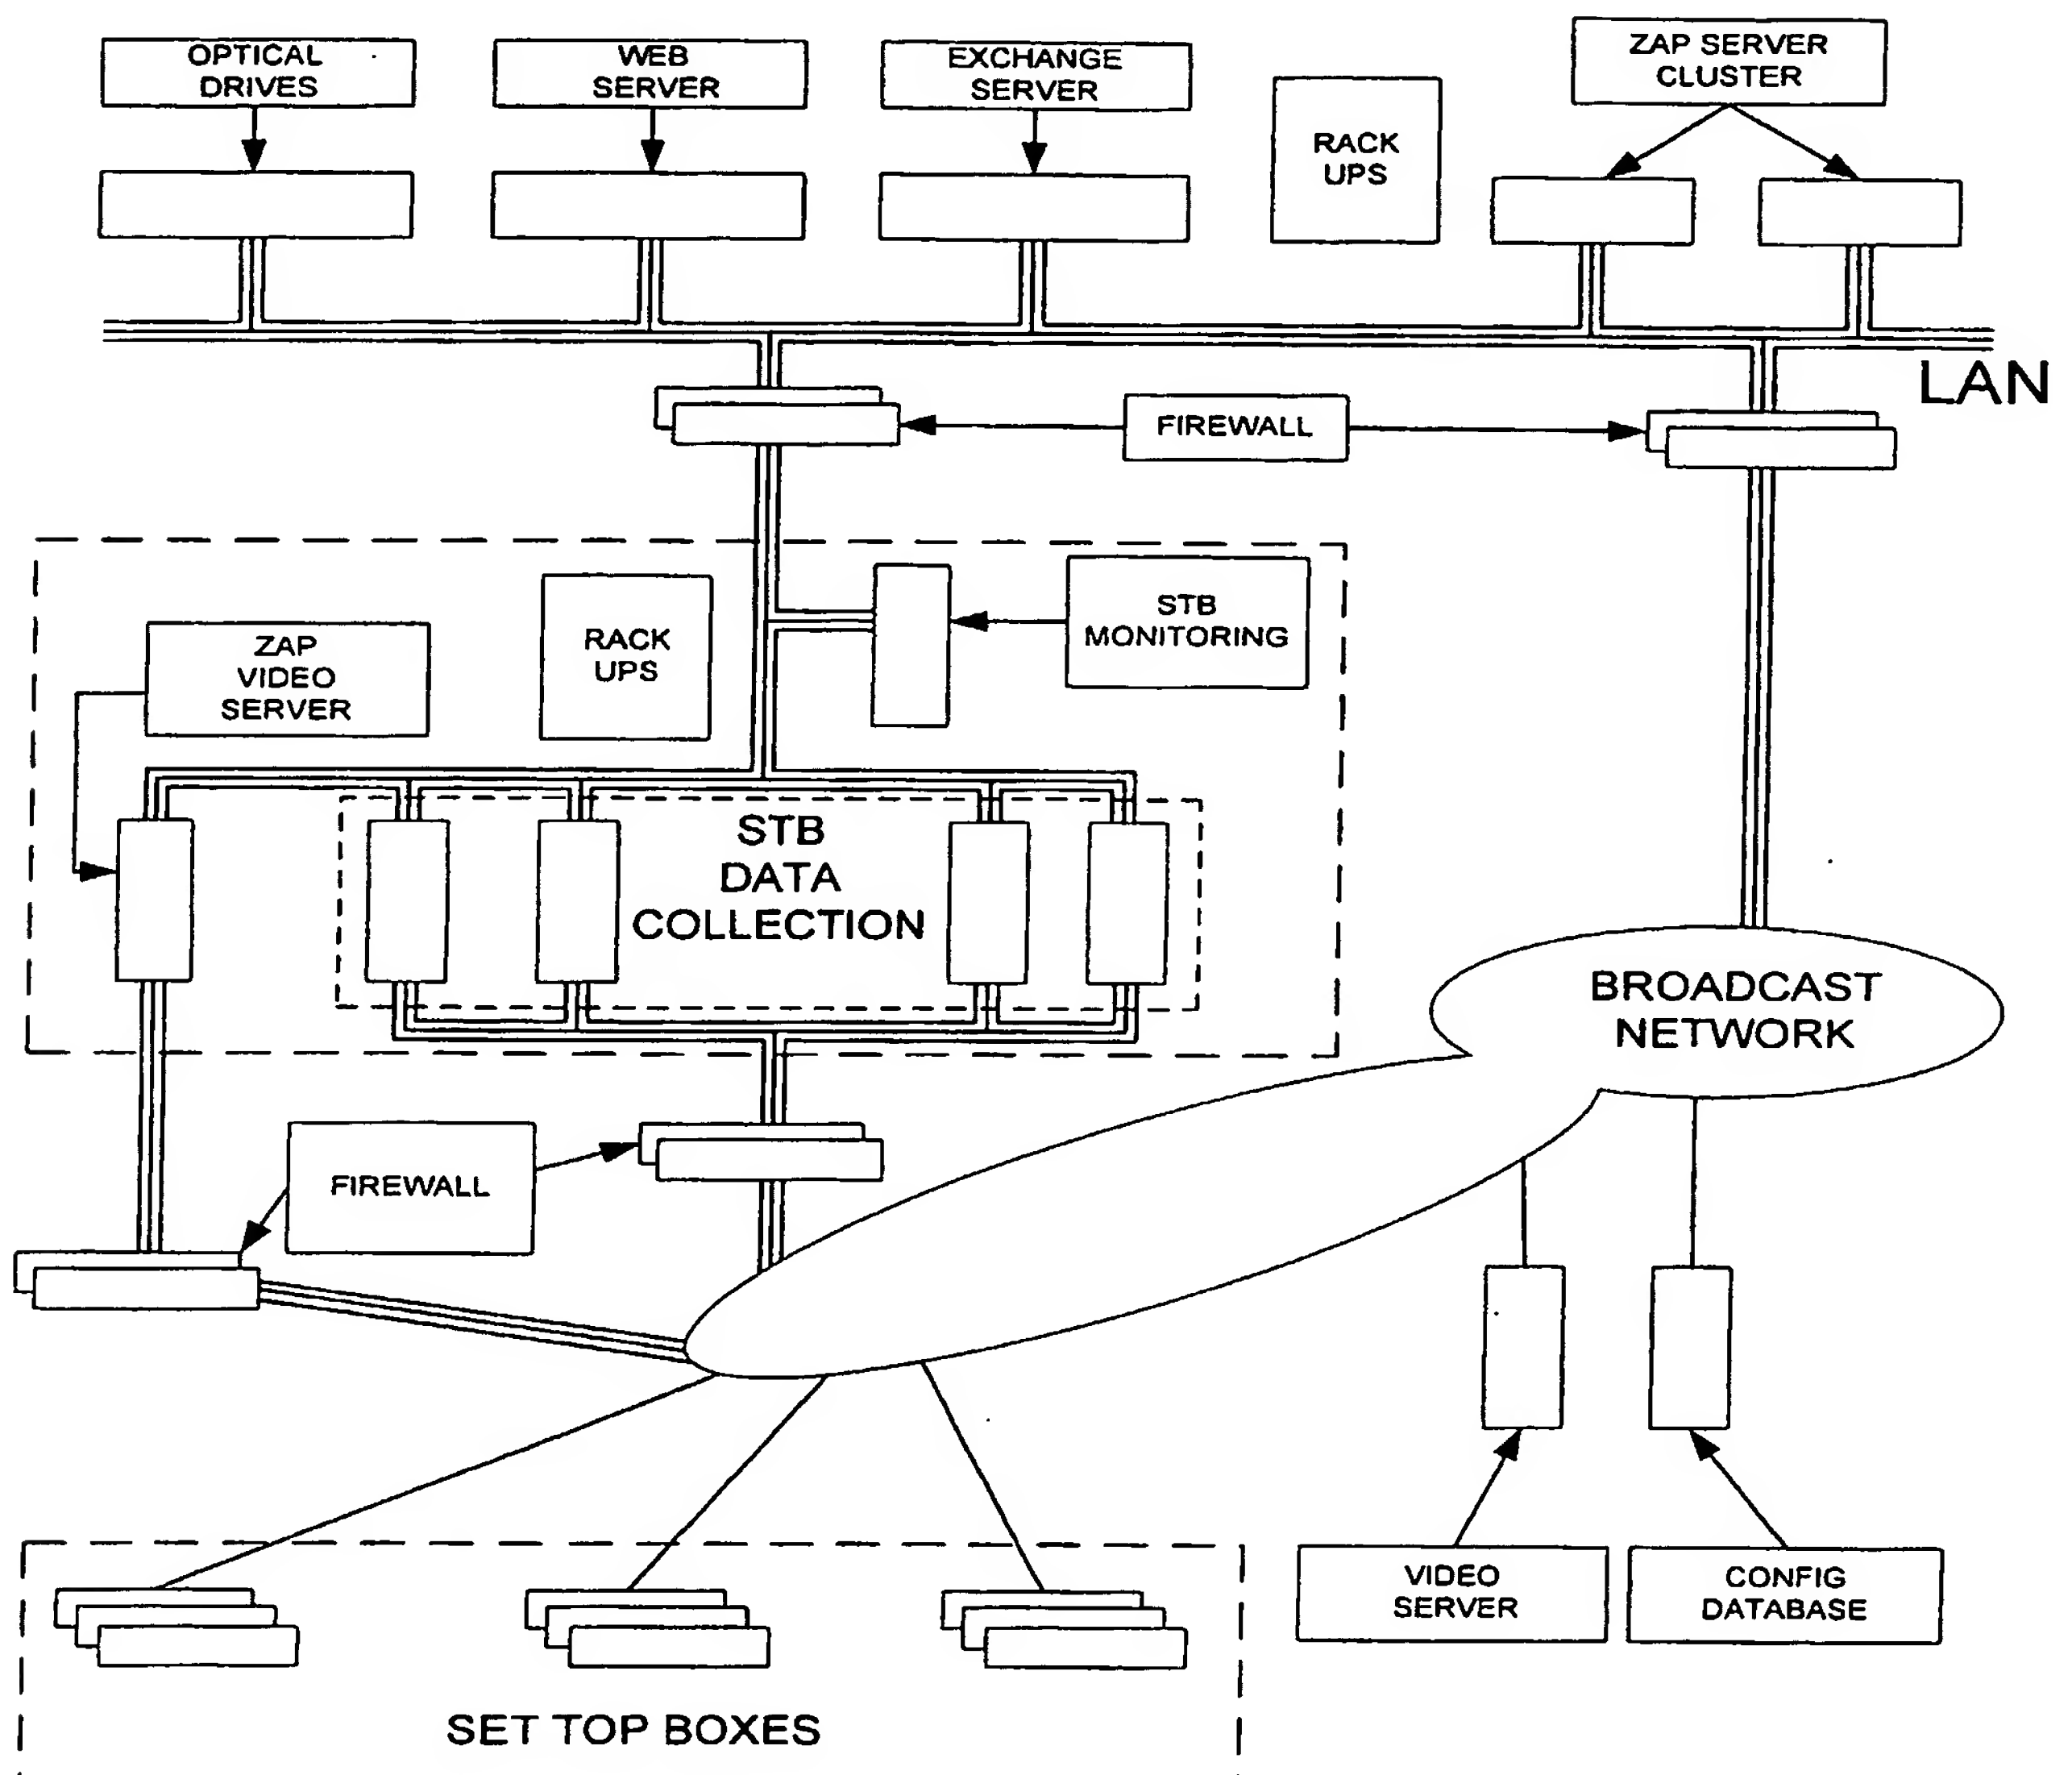 OPTICAL
DRIVES
WEB
SERVER
EXCHANGE
SERVER
RACK
UPS
ZAP SERVER
CLUSTER
LAN
FIREWALL
ZAP
VIDEO
SERVER
RACK
UPS
STB
MONITORING
STB
DATA
COLLECTION
BROADCAST
NETWORK
FIREWALL
VIDEO
SERVER
CONFIG
DATABASE
SET TOP BOXES